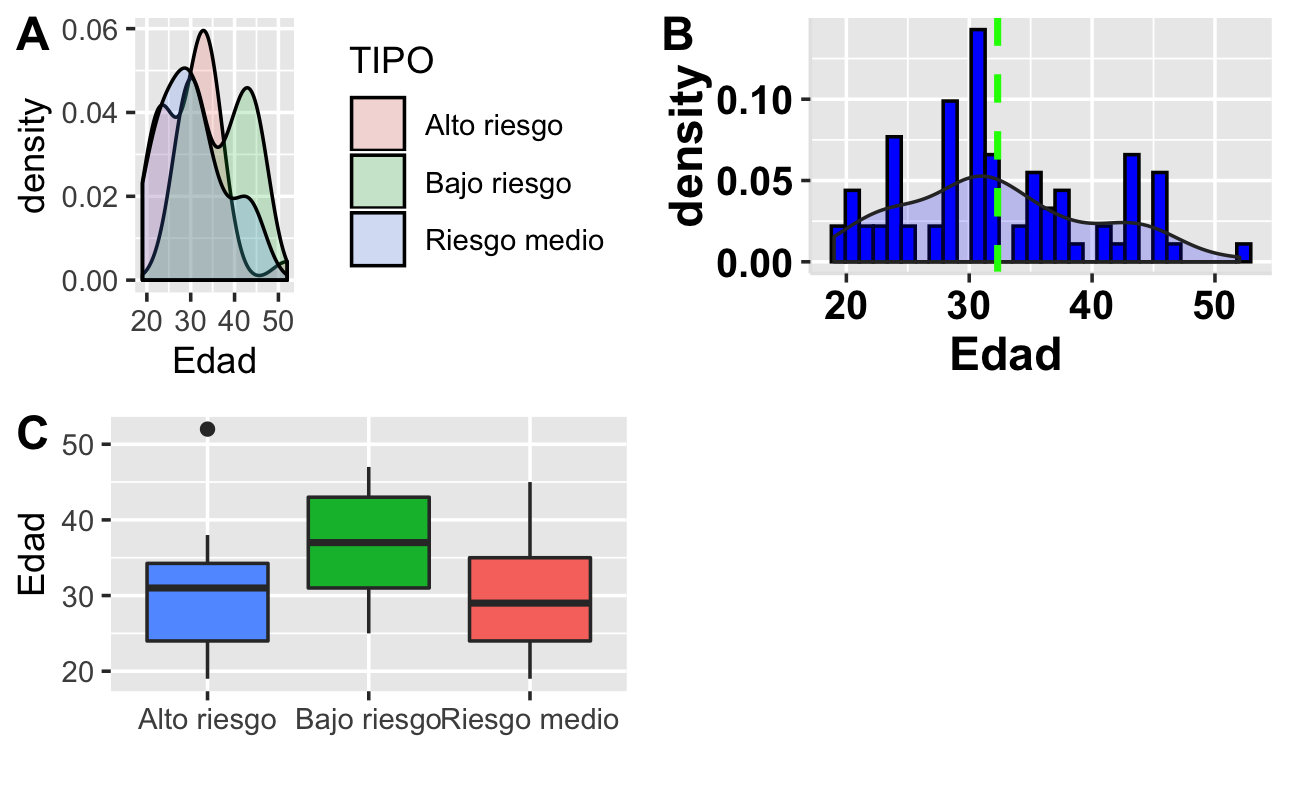 A
0.06
0.04
0.02
0.00
density
20 30 40 50
Edad
TIPO
Alto riesgo
Bajo riesgo
Riesgo medio
B
0.10
0.05
0.00
density
20 30 40 50
Edad
C
50
40
30
20
Edad
Alto riesgo Bajo riesgo Riesgo medio